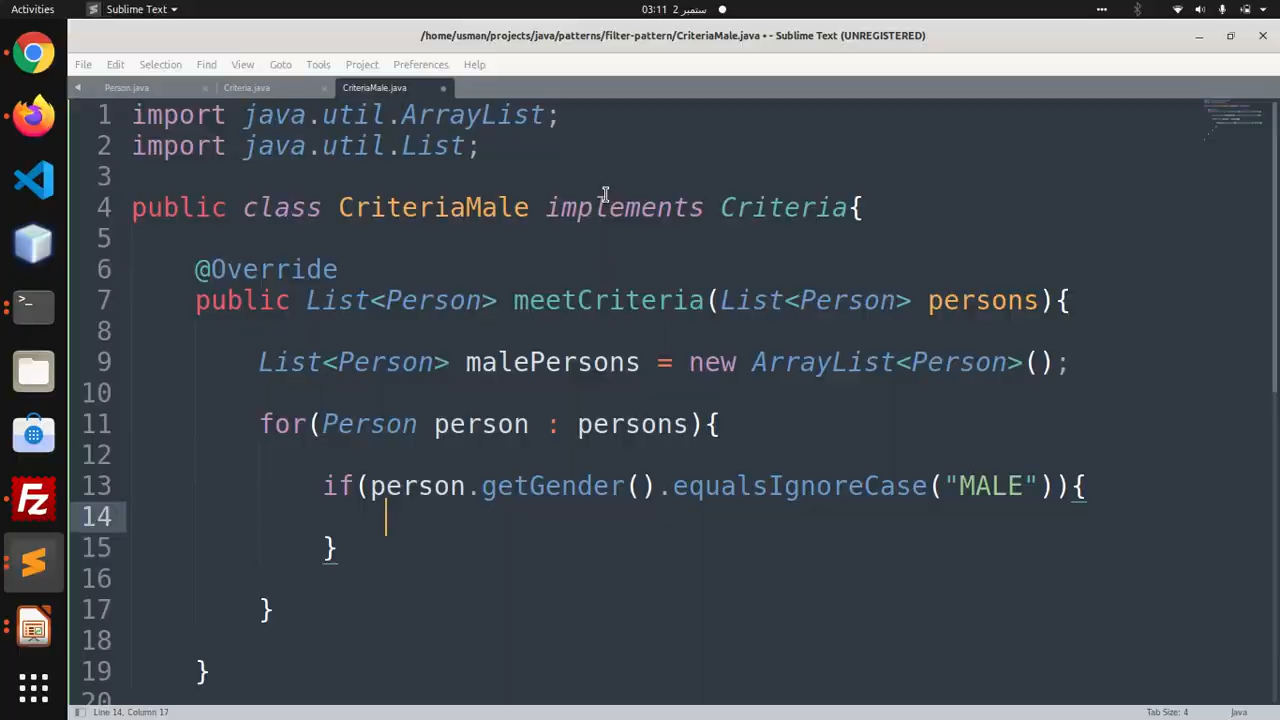 Activities
Sublime Text
03:11 2 ستمبر
/home/usman/projects/java/patterns/filter-pattern/CriteriaMale.java • - Sublime Text (UNREGISTERED)
File Edit Selection Find View Goto Tools Project Preferences Help
Person.java Criteria.java CriteriaMale.java
1 import java.util.ArrayList;
2 import java.util.List;
3
4 public class CriteriaMale implements Criteria{
5
6 @Override
7 public List<Person> meetCriteria(List<Person> persons){
8
9 List<Person> malePersons = new ArrayList<Person>();
10
11 for(Person person : persons){
12
13 if(person.getGender().equalsIgnoreCase("MALE")){
14
15 }
16
17 }
18
19 }
20
Line 14, Column 17
Tab Size: 4
Java